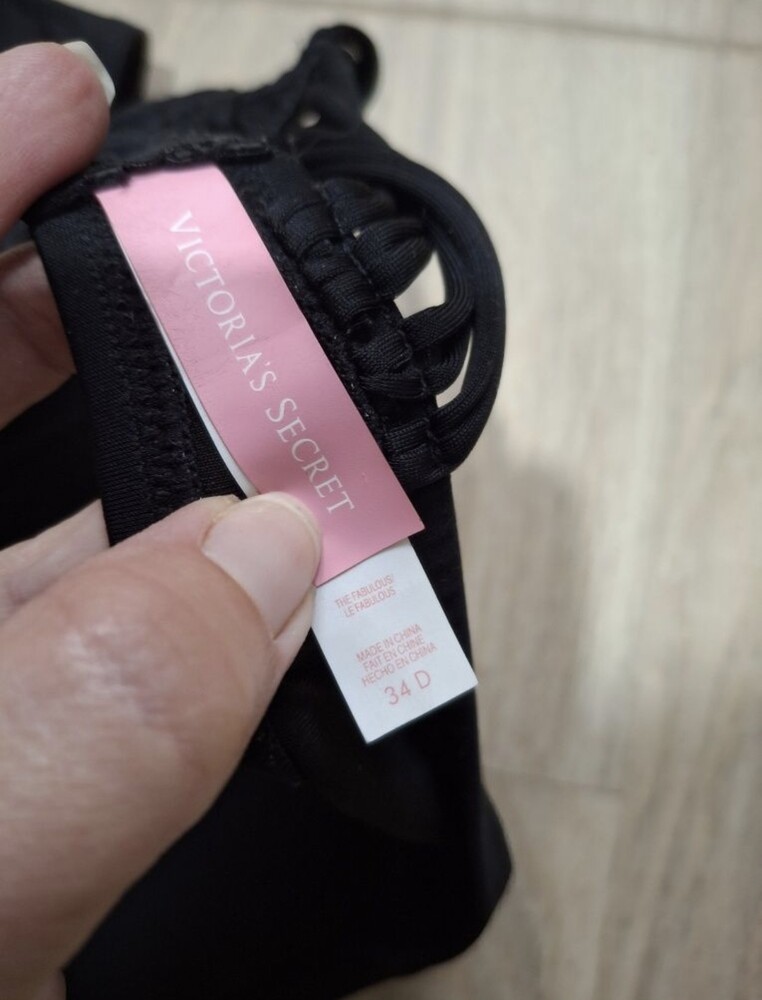 VICTORIA'S SECRET
THE FABULOUS/
LE FABULOUS
MADE IN CHINA
FAIT EN CHINE
HECHO EN CHINA
34 D